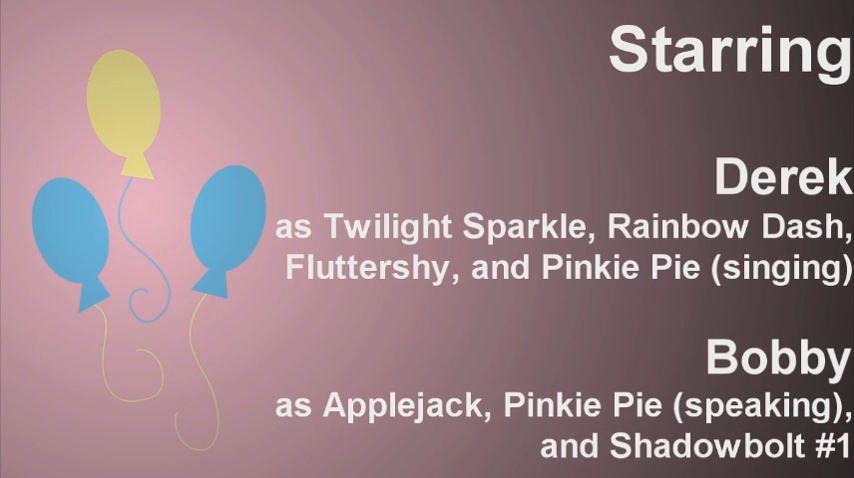 Starring
Derek
as Twilight Sparkle, Rainbow Dash,
Fluttershy, and Pinkie Pie (singing)
Bobby
as Applejack, Pinkie Pie (speaking),
and Shadowbolt #1